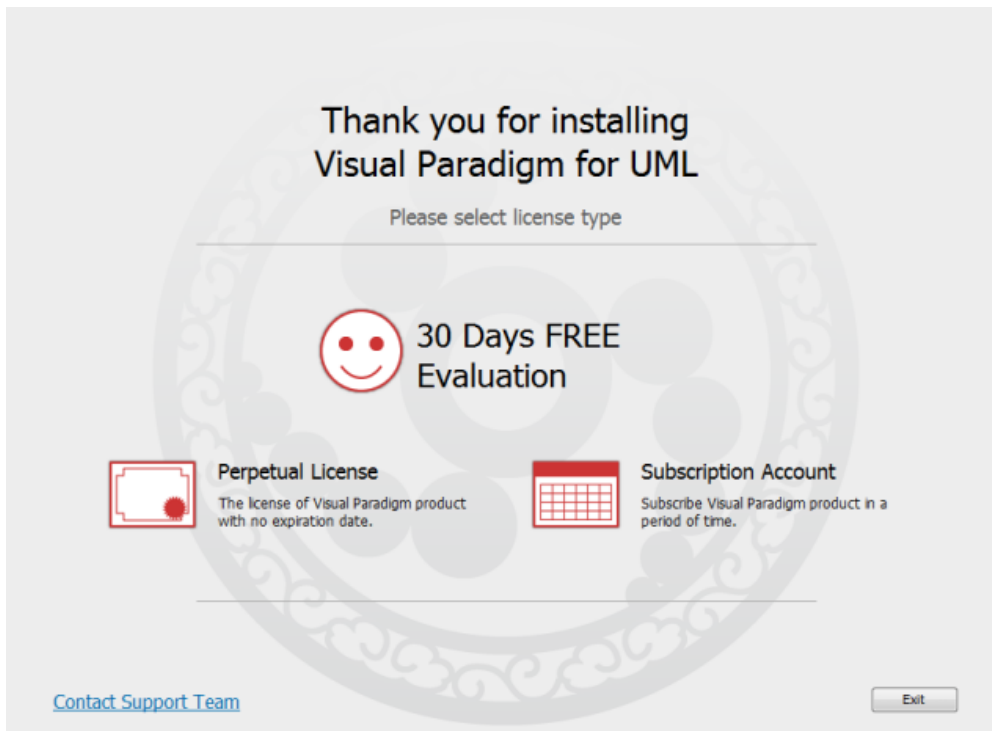 Thank you for installing
Visual Paradigm for UML
Please select license type
30 Days FREE
Evaluation
Perpetual License
The license of Visual Paradigm product
with no expiration date.
Subscription Account
Subscribe Visual Paradigm product in a
period of time.
Contact Support Team
Exit